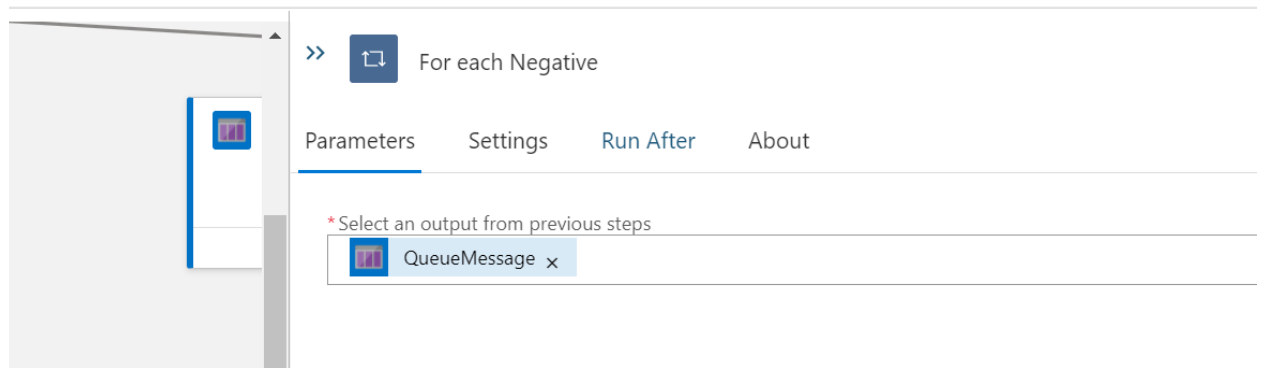 For each Negative
Parameters Settings Run After About
* Select an output from previous steps
QueueMessage ×